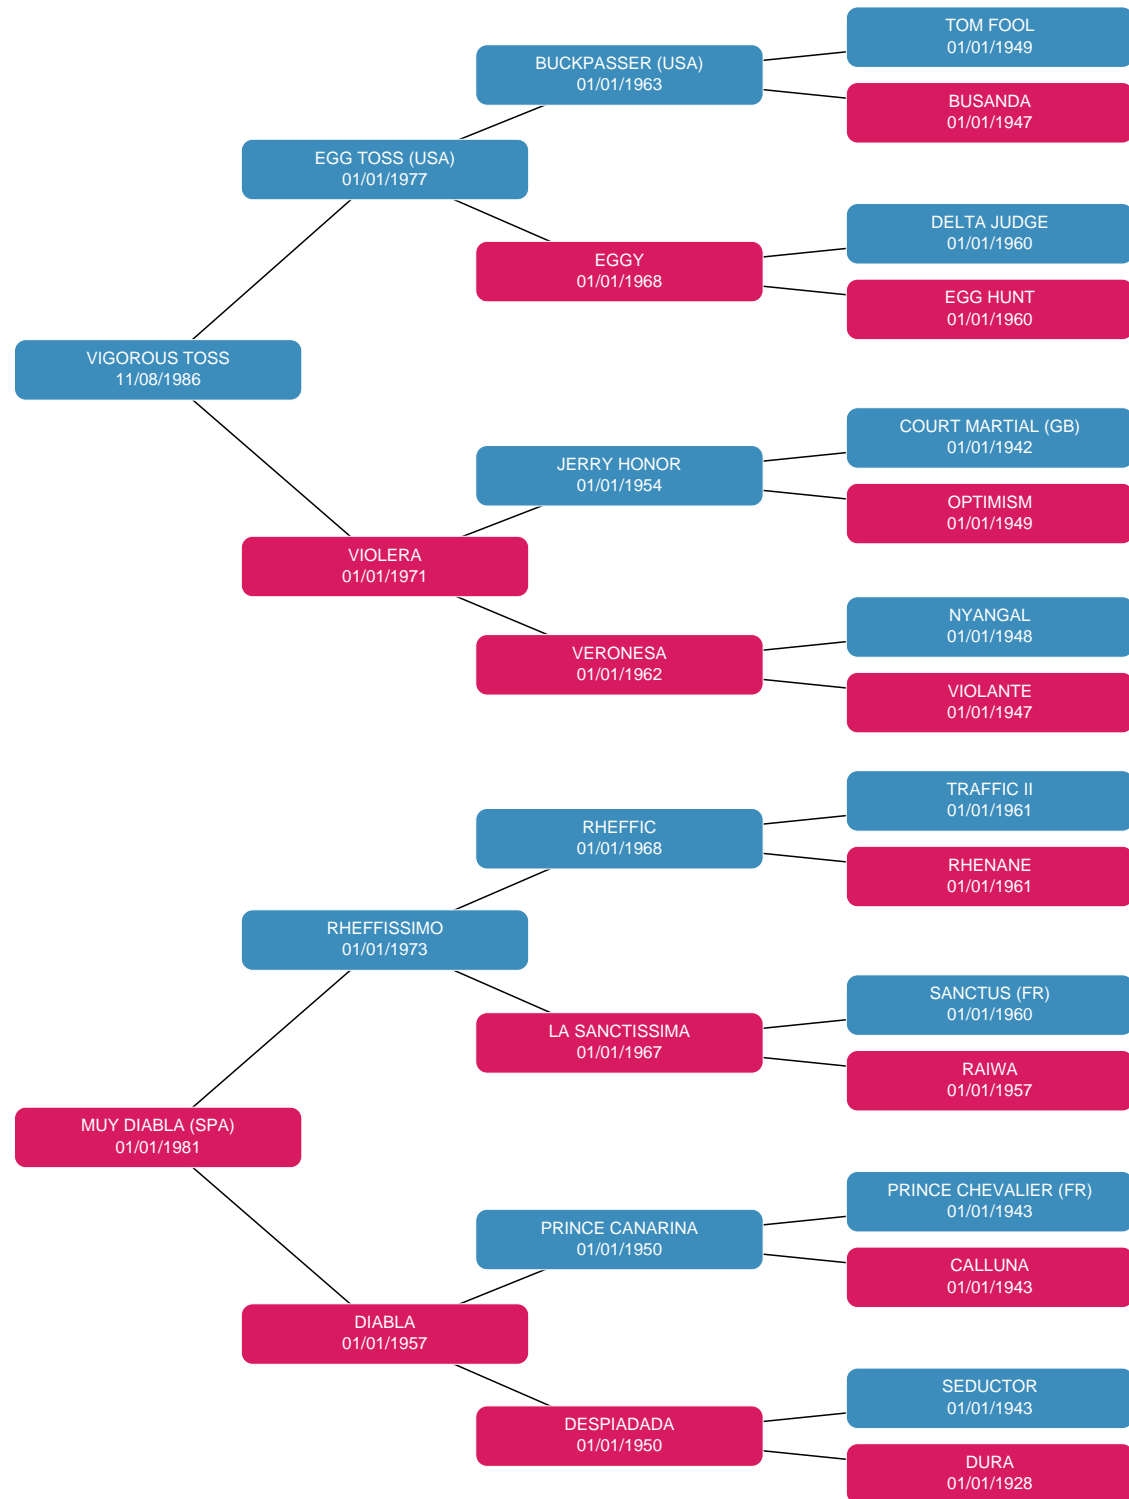 TOM FOOL
01/01/1949
BUCKPASSER (USA)
01/01/1963
BUSANDA
01/01/1947
EGG TOSS (USA)
01/01/1977
DELTA JUDGE
01/01/1960
EGGY
01/01/1968
EGG HUNT
01/01/1960
VIGOROUS TOSS
11/08/1986
COURT MARTIAL (GB)
01/01/1942
JERRY HONOR
01/01/1954
OPTIMISM
01/01/1949
VIOLERA
01/01/1971
NYANGAL
01/01/1948
VERONESA
01/01/1962
VIOLANTE
01/01/1947
TRAFFIC II
01/01/1961
RHEFFIC
01/01/1968
RHENANE
01/01/1961
RHEFFISSIMO
01/01/1973
SANCTUS (FR)
01/01/1960
LA SANCTISSIMA
01/01/1967
RAIWA
01/01/1957
MUY DIABLA (SPA)
01/01/1981
PRINCE CHEVALIER (FR)
01/01/1943
PRINCE CANARINA
01/01/1950
CALLUNA
01/01/1943
DIABLA
01/01/1957
SEDUCTOR
01/01/1943
DESPIADADA
01/01/1950
DURA
01/01/1928